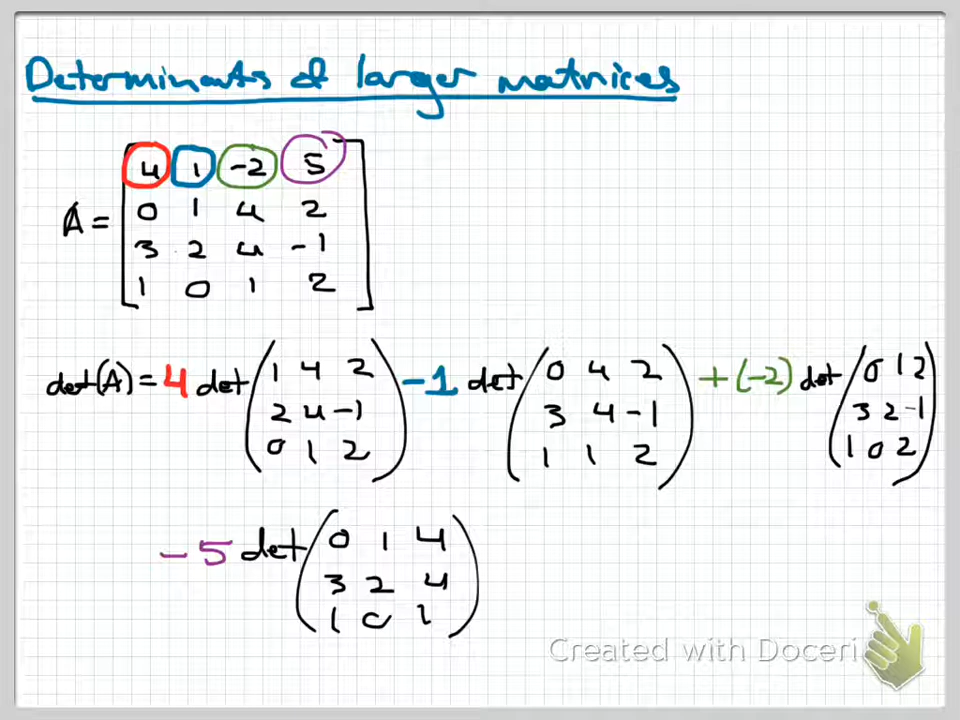 Determinants of larger matrices
4 1 -2 5
0 1 4 2
A =
3 2 4 -1
1 0 1 2
det(A) = 4 det ( 1 4 2 -1 det ( 0 4 2 +(-2) det ( 0 1 2
2 4 -1 3 4 -1 3 2 -1
0 1 2 ) 1 1 2 ) 1 0 2 )
-5 det ( 0 1 4
3 2 4
1 0 1 )
Created with Doceri